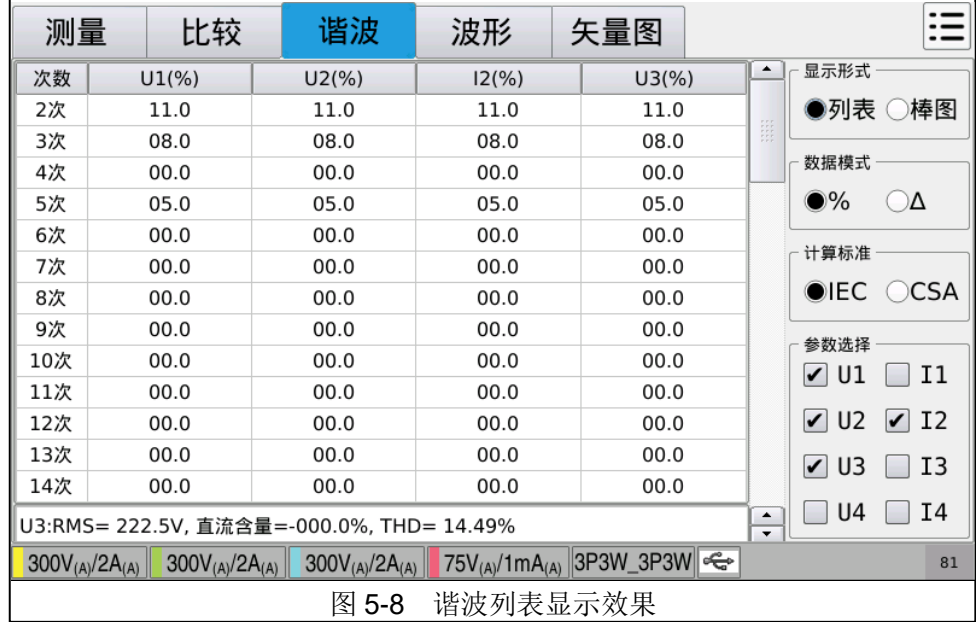 测量 比较 谐波 波形 矢量图
次数 U1(%) U2(%) I2(%) U3(%)
2次 11.0 11.0 11.0 11.0
3次 08.0 08.0 08.0 08.0
4次 00.0 00.0 00.0 00.0
5次 05.0 05.0 05.0 05.0
6次 00.0 00.0 00.0 00.0
7次 00.0 00.0 00.0 00.0
8次 00.0 00.0 00.0 00.0
9次 00.0 00.0 00.0 00.0
10次 00.0 00.0 00.0 00.0
11次 00.0 00.0 00.0 00.0
12次 00.0 00.0 00.0 00.0
13次 00.0 00.0 00.0 00.0
14次 00.0 00.0 00.0 00.0
U3:RMS= 222.5V, 直流含量=-000.0%, THD= 14.49%
显示形式
列表 棒图
数据模式
% Δ
计算标准
IEC CSA
参数选择
U1 I1
U2 I2
U3 I3
U4 I4
300V(A)/2A(A) 300V(A)/2A(A) 300V(A)/2A(A) 75V(A)/1mA(A) 3P3W_3P3W 81
图 5-8 谐波列表显示效果